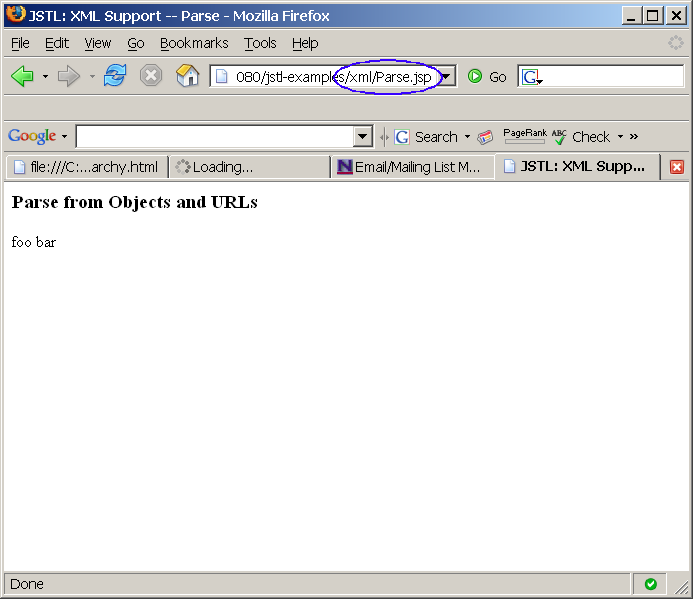 JSTL: XML Support -- Parse - Mozilla Firefox
File Edit View Go Bookmarks Tools Help
080/jstl-examples/xml/Parse.jsp Go G
Google G Search PageRank ABC Check »
file:///C:...archy.html Loading... N Email/Mailing List M... JSTL: XML Supp...
Parse from Objects and URLs
foo bar
Done